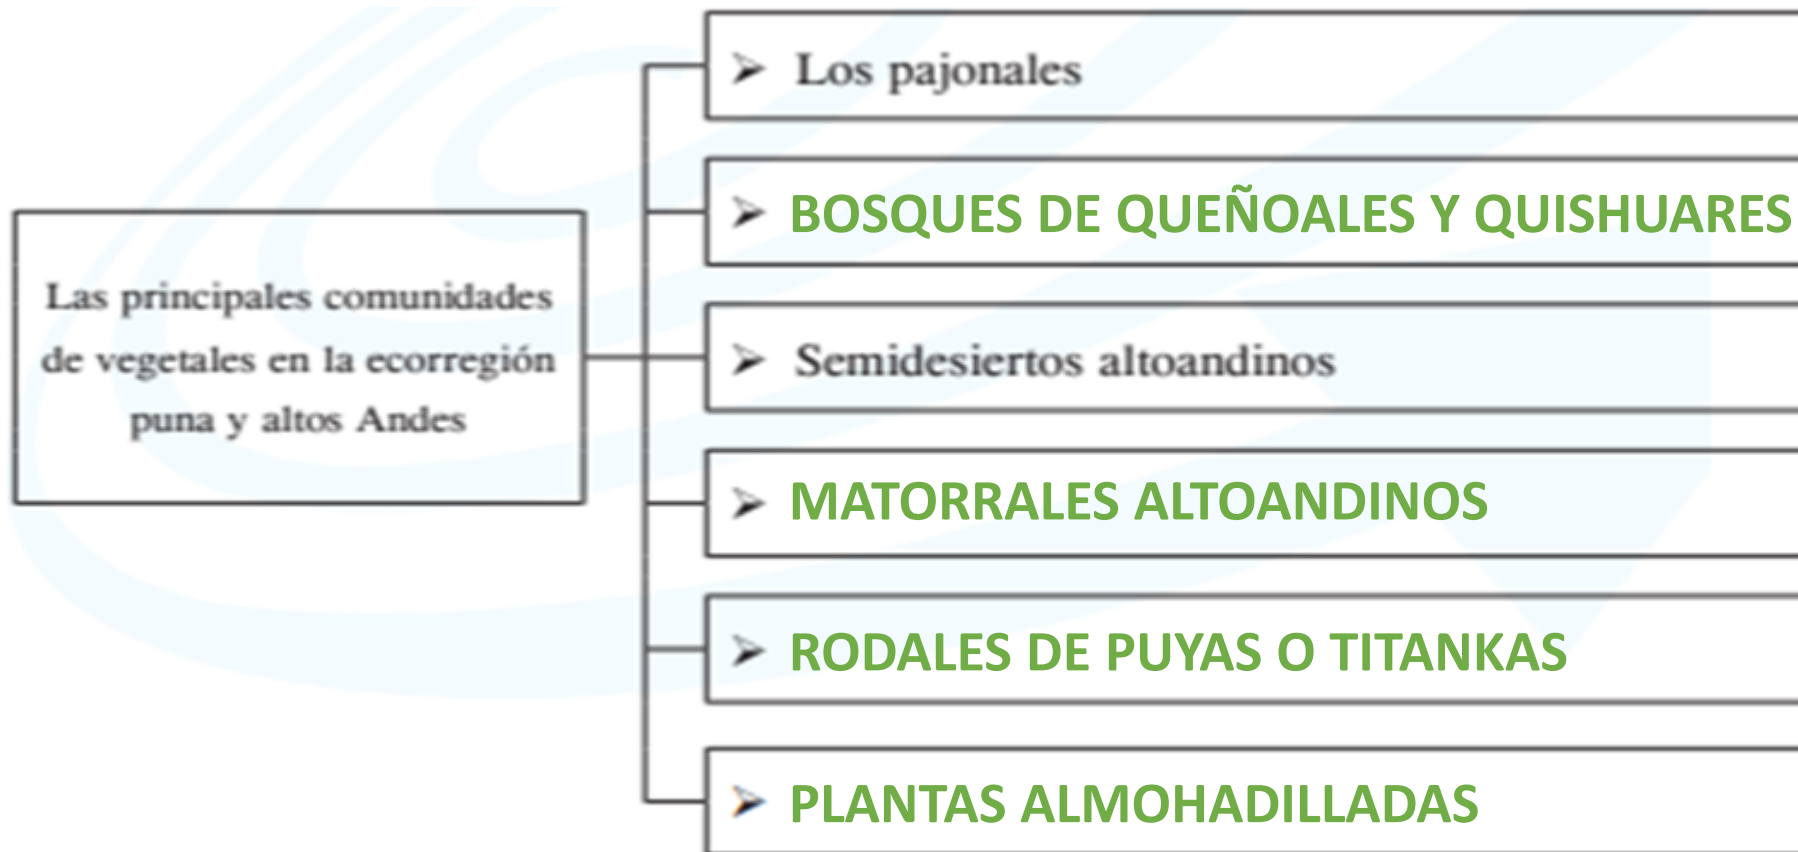 Las principales comunidades
de vegetales en la ecorregión
puna y altos Andes
➢ Los pajonales
➢ BOSQUES DE QUEÑOALES Y QUISHUARES
➢ Semidesiertos altoandinos
➢ MATORRALES ALTOANDINOS
➢ RODALES DE PUYAS O TITANKAS
➢ PLANTAS ALMOHADILLADAS